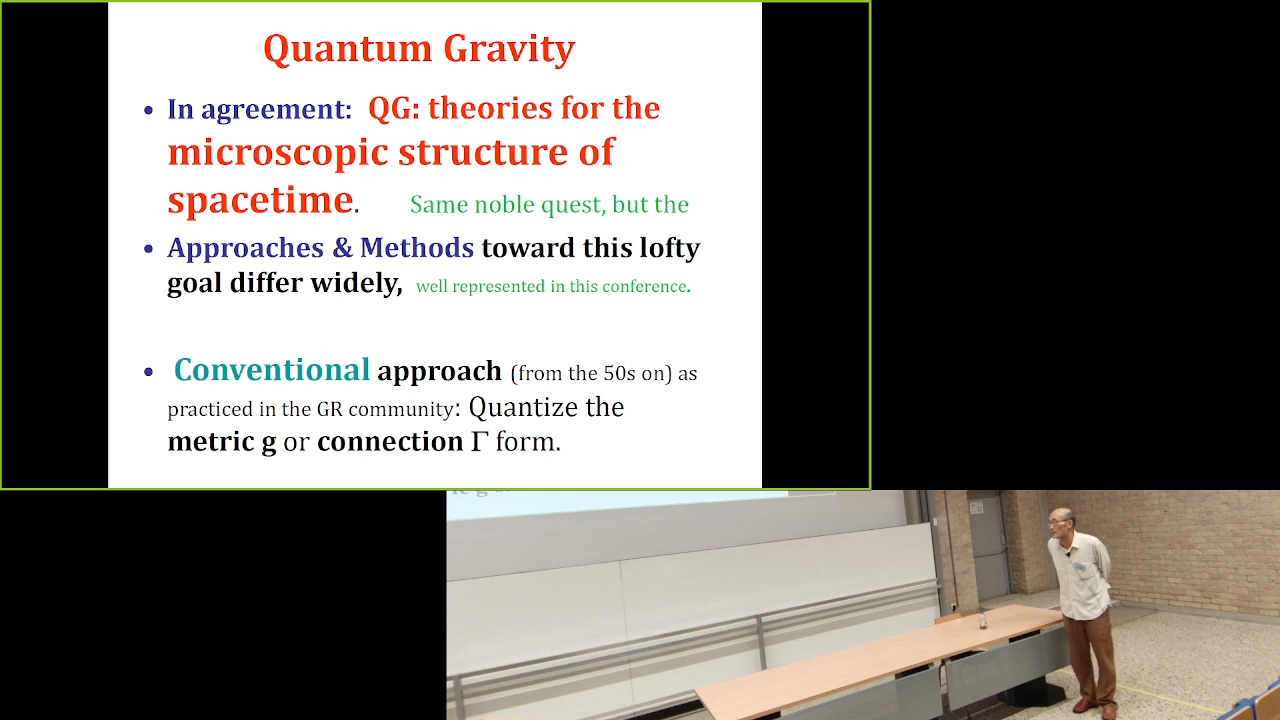 Quantum Gravity
• In agreement: QG: theories for the
microscopic structure of
spacetime. Same noble quest, but the
• Approaches & Methods toward this lofty
goal differ widely, well represented in this conference.
• Conventional approach (from the 50s on) as
practiced in the GR community: Quantize the
metric g or connection Γ form.